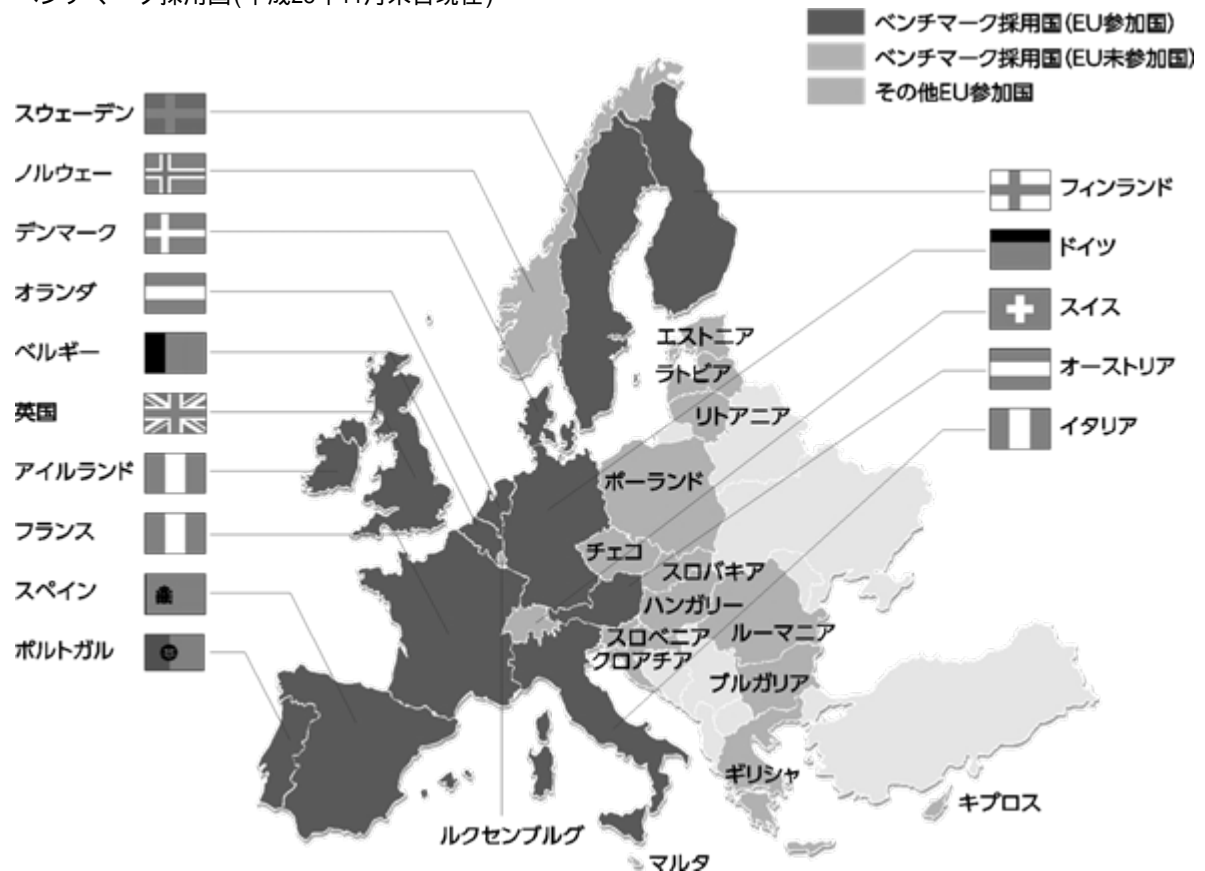 ベンチマーク採用国(EU参加国)
ベンチマーク採用国(EU未参加国)
その他EU参加国
スウェーデン
ノルウェー
デンマーク
オランダ
ベルギー
英国
アイルランド
フランス
スペイン
ポルトガル
フィンランド
ドイツ
スイス
オーストリア
イタリア
エストニア
ラトビア
リトアニア
ポーランド
チェコ
スロバキア
ハンガリー
スロベニア
クロアチア
ルーマニア
ブルガリア
ギリシャ
キプロス
ルクセンブルグ
マルタ